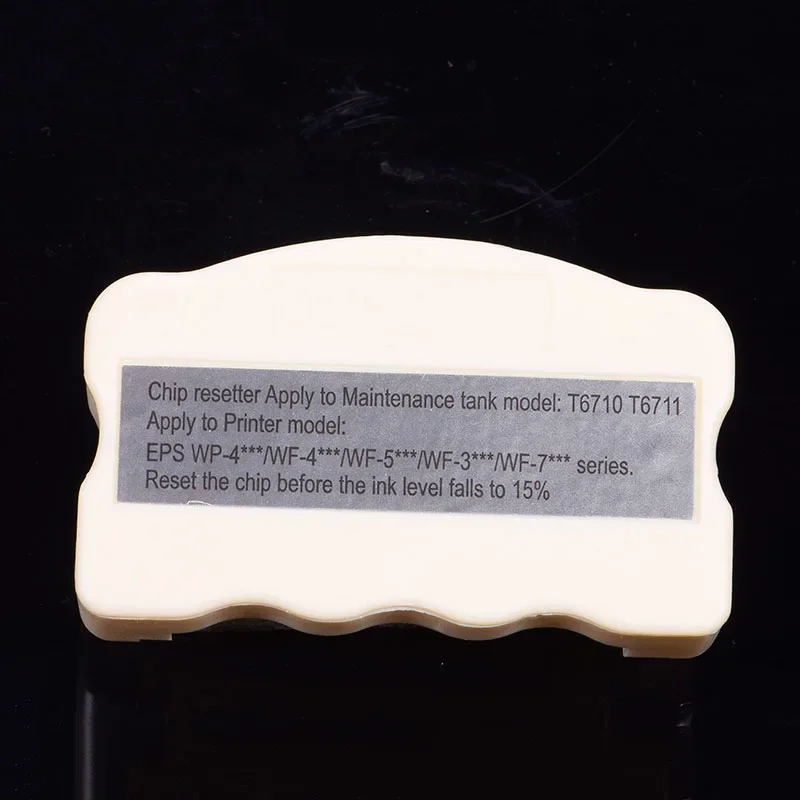 Chip resetter Apply to Maintenance tank model: T6710 T6711
Apply to Printer model:
EPS WP-4***/WF-4***/WF-5***/WF-3***/WF-7*** series.
Reset the chip before the ink level falls to 15%